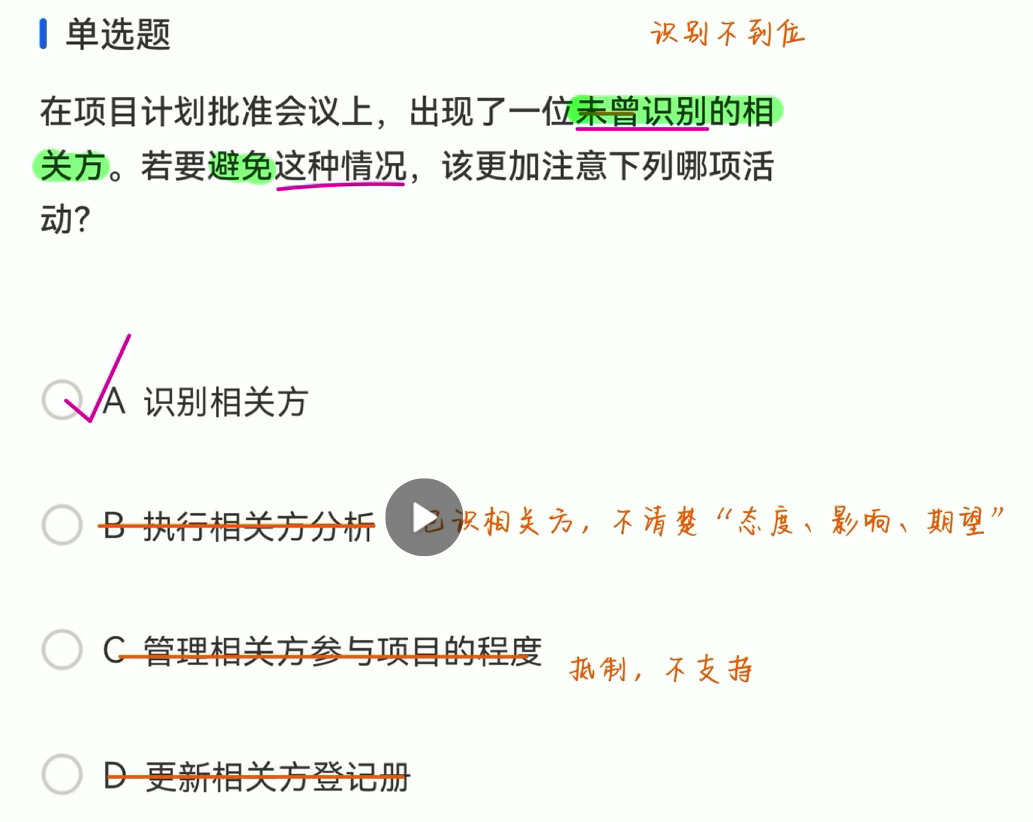 单选题
识别不到位
在项目计划批准会议上，出现了一位未曾识别的相
关方。若要避免这种情况，该更加注意下列哪项活
动？
A 识别相关方
B 执行相关方分析
已识相关方，不清楚“态度、影响、期望”
C 管理相关方参与项目的程度
抵制，不支持
D 更新相关方登记册